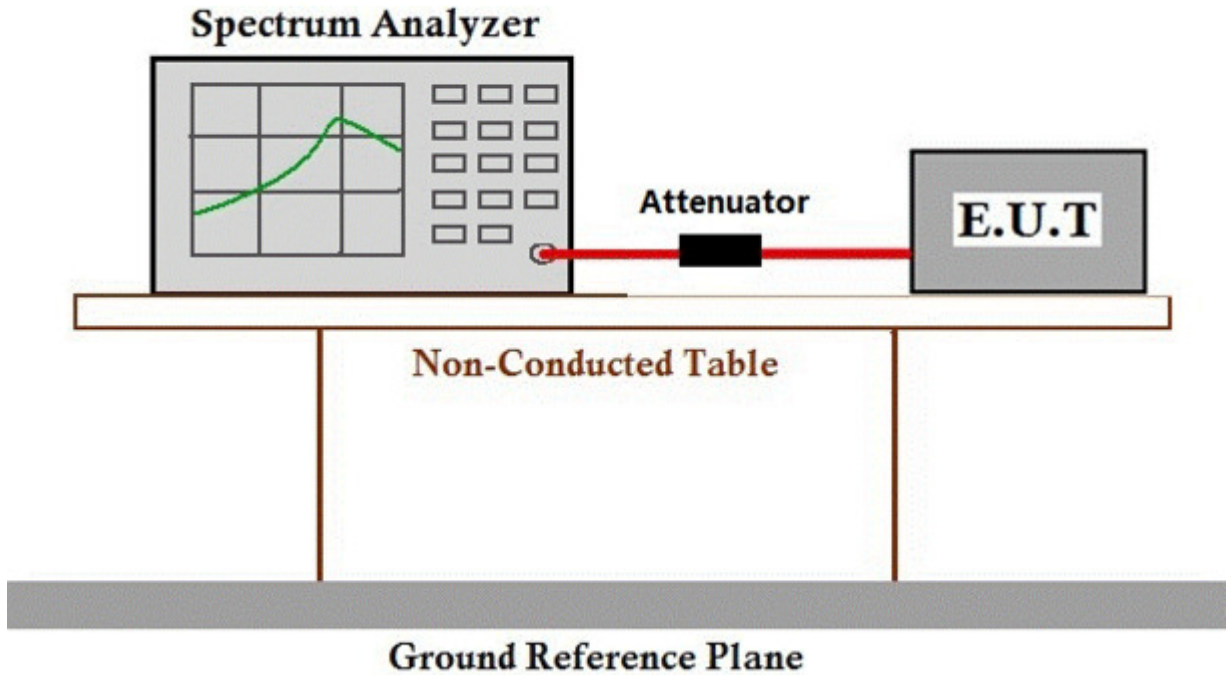 Spectrum Analyzer
Attenuator
E.U.T
Non-Conducted Table
Ground Reference Plane